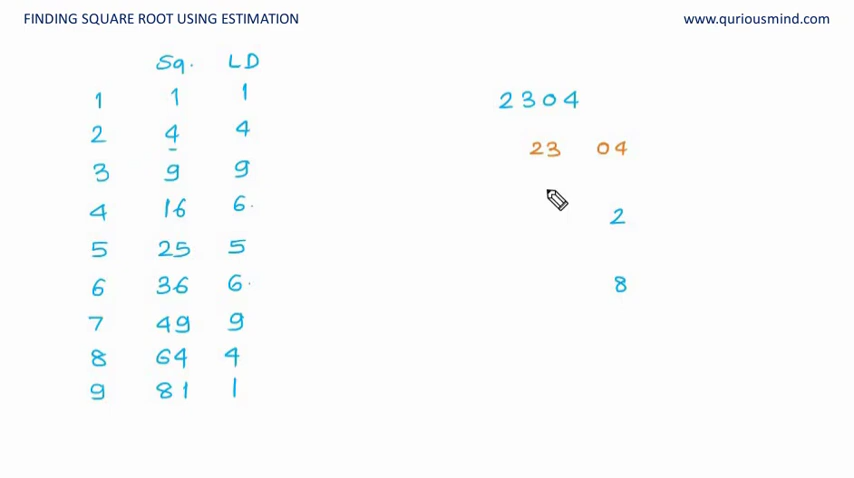 FINDING SQUARE ROOT USING ESTIMATION www.quriousmind.com
Sq. LD
1 1 1
2 4 4
3 9 9
4 16 6.
5 25 5
6 36 6.
7 49 9
8 64 4
9 81 1
2304
23 04
2
8